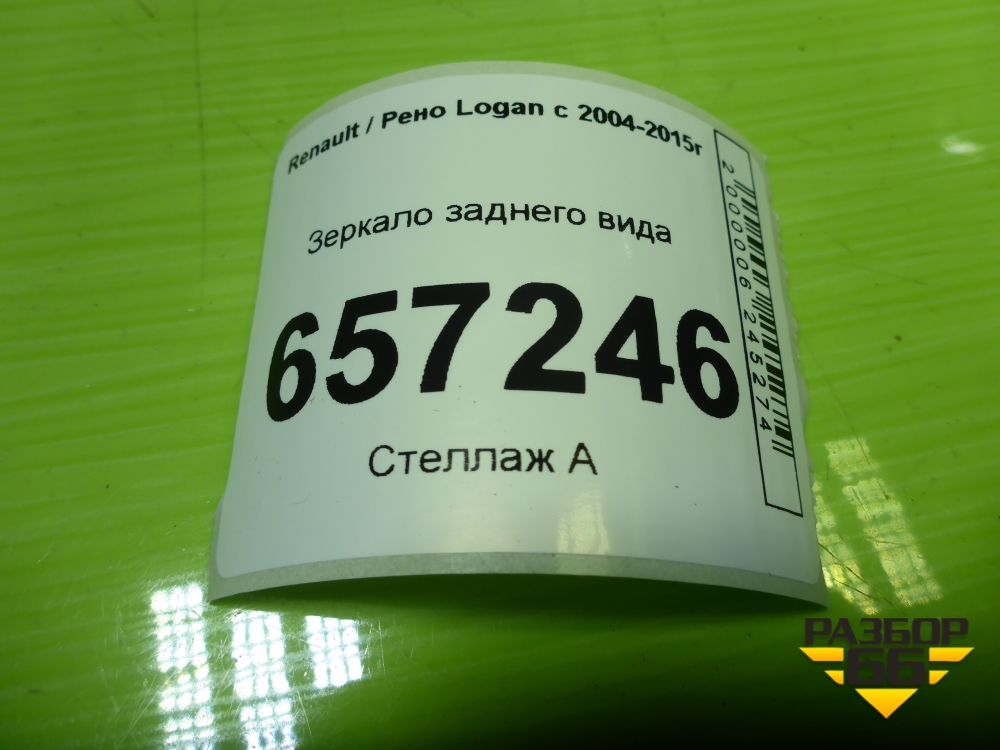 Renault / Рено Logan с 2004-2015г
Зеркало заднего вида
657246
Стеллаж А
2000006245274
РАЗБОР
66